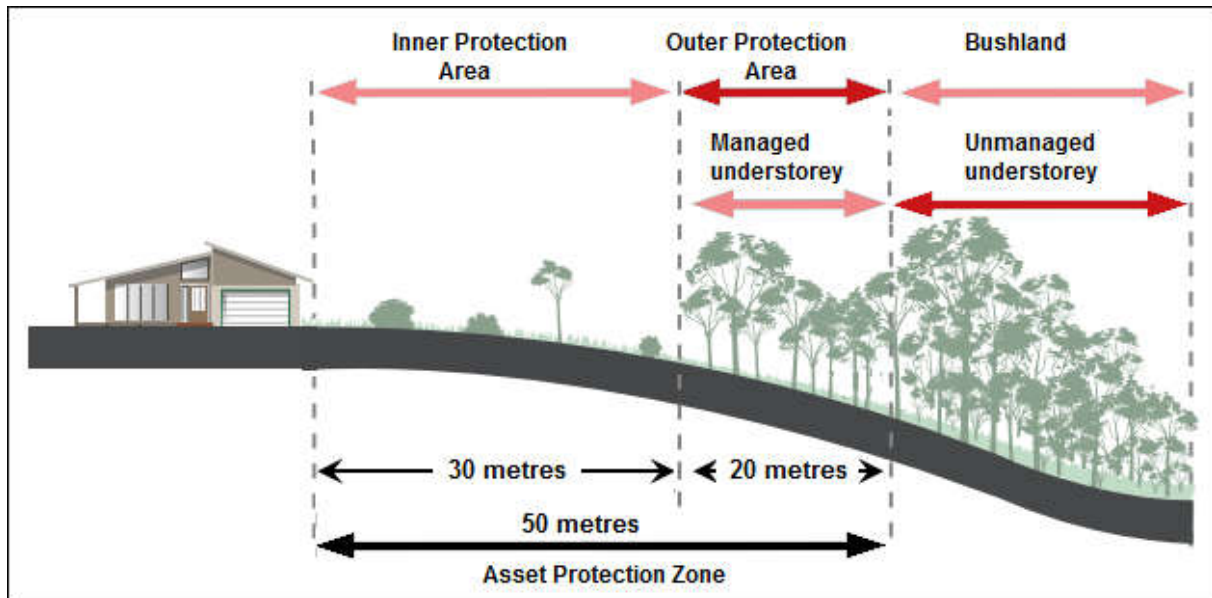 Inner Protection
Area
Outer Protection
Area
Bushland
Managed
understorey
Unmanaged
understorey
30 metres
20 metres
50 metres
Asset Protection Zone